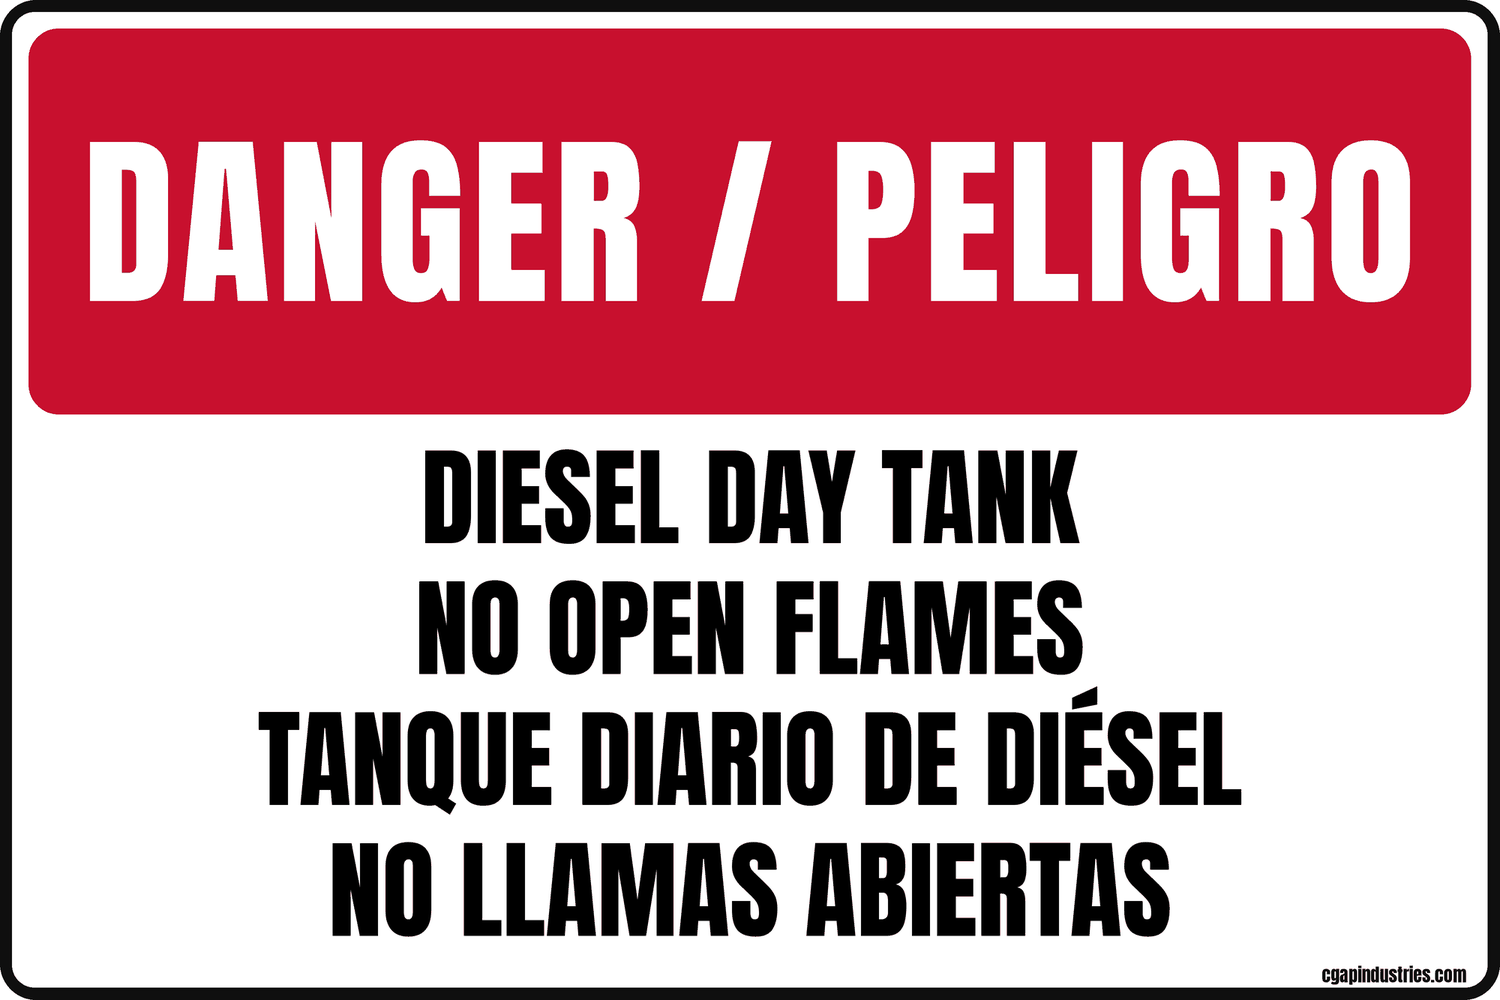 DANGER / PELIGRO
DIESEL DAY TANK
NO OPEN FLAMES
TANQUE DIARIO DE DIÉSEL
NO LLAMAS ABIERTAS
cgapindustries.com